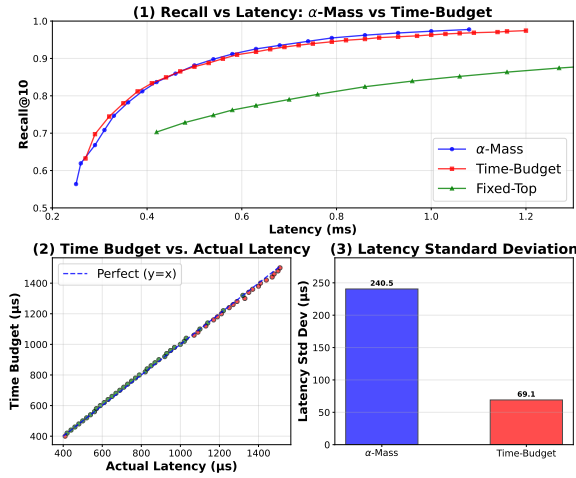 (1) Recall vs Latency: α-Mass vs Time-Budget
Recall@10
1.0
0.9
0.8
0.7
0.6
0.5
0.2
0.4
0.6
0.8
1.0
1.2
Latency (ms)
α-Mass
Time-Budget
Fixed-Top
(2) Time Budget vs. Actual Latency
Time Budget (μs)
1400
1200
1000
800
600
400
400
600
800
1000
1200
1400
Actual Latency (μs)
Perfect (y=x)
(3) Latency Standard Deviation
Latency Std Dev (μs)
250
200
150
100
50
0
240.5
69.1
α-Mass
Time-Budget